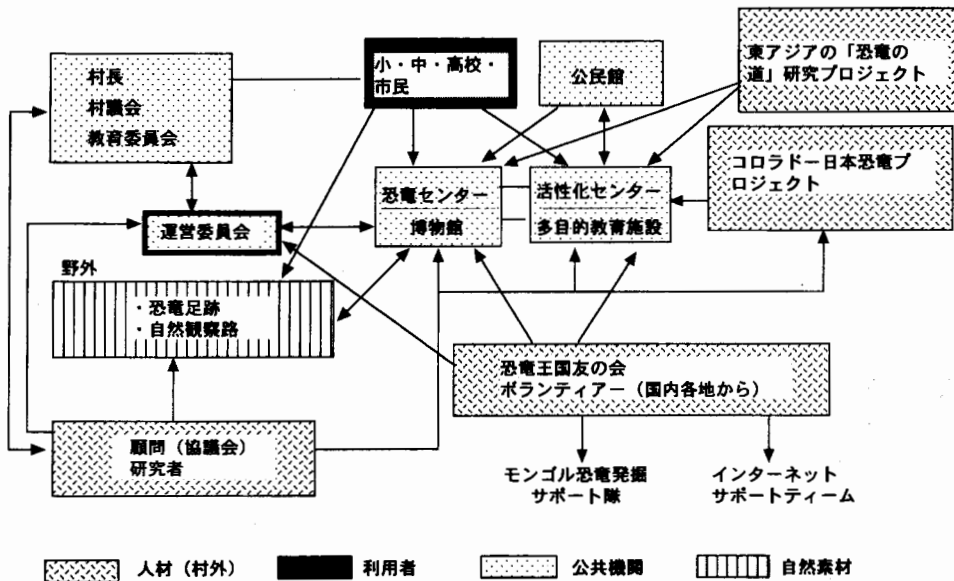 村長
村議会
教育委員会
小・中・高校・
市民
公民館
東アジアの「恐竜の
道」研究プロジェクト
コロラドー日本恐竜プ
ロジェクト
恐竜センター
博物館
活性化センター
多目的教育施設
運営委員会
野外
・恐竜足跡
・自然観察路
恐竜王国友の会
ボランティアー（国内各地から）
顧問（協議会）
研究者
モンゴル恐竜発掘
サポート隊
インターネット
サポートティーム
人材（村外）
利用者
公共機関
自然素材